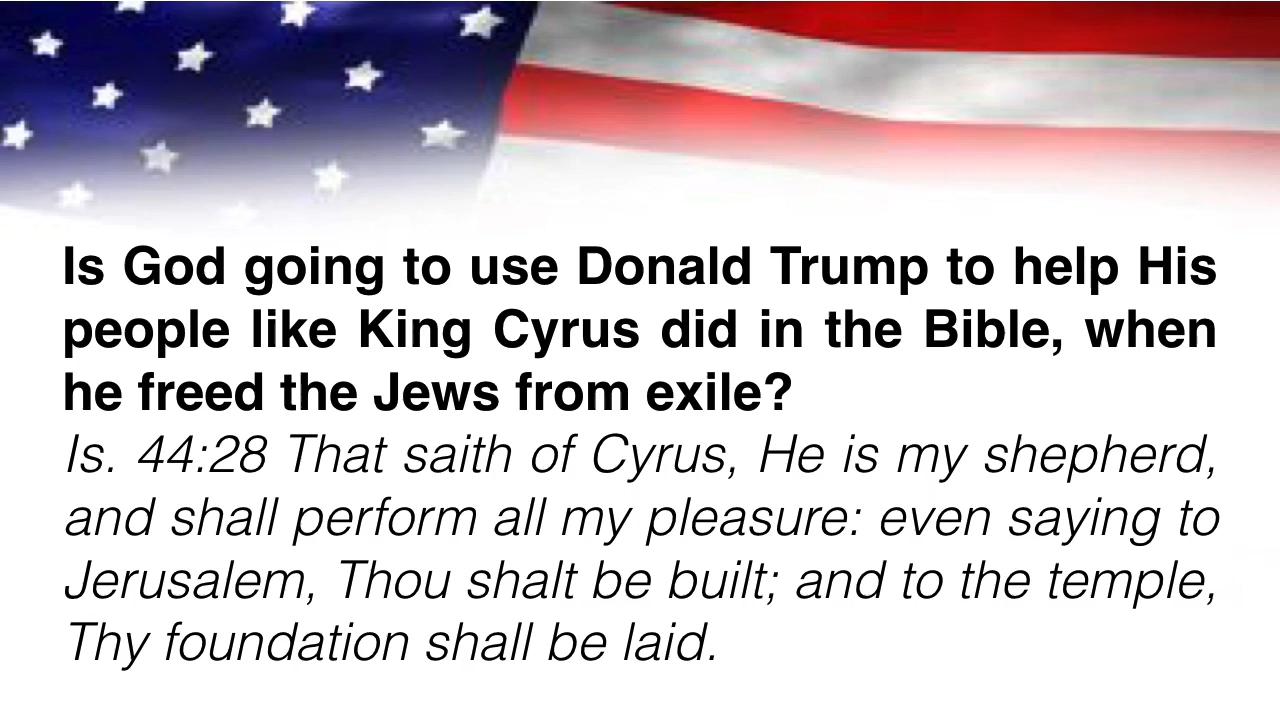 Is God going to use Donald Trump to help His
people like King Cyrus did in the Bible, when
he freed the Jews from exile?
Is. 44:28 That saith of Cyrus, He is my shepherd,
and shall perform all my pleasure: even saying to
Jerusalem, Thou shalt be built; and to the temple,
Thy foundation shall be laid.